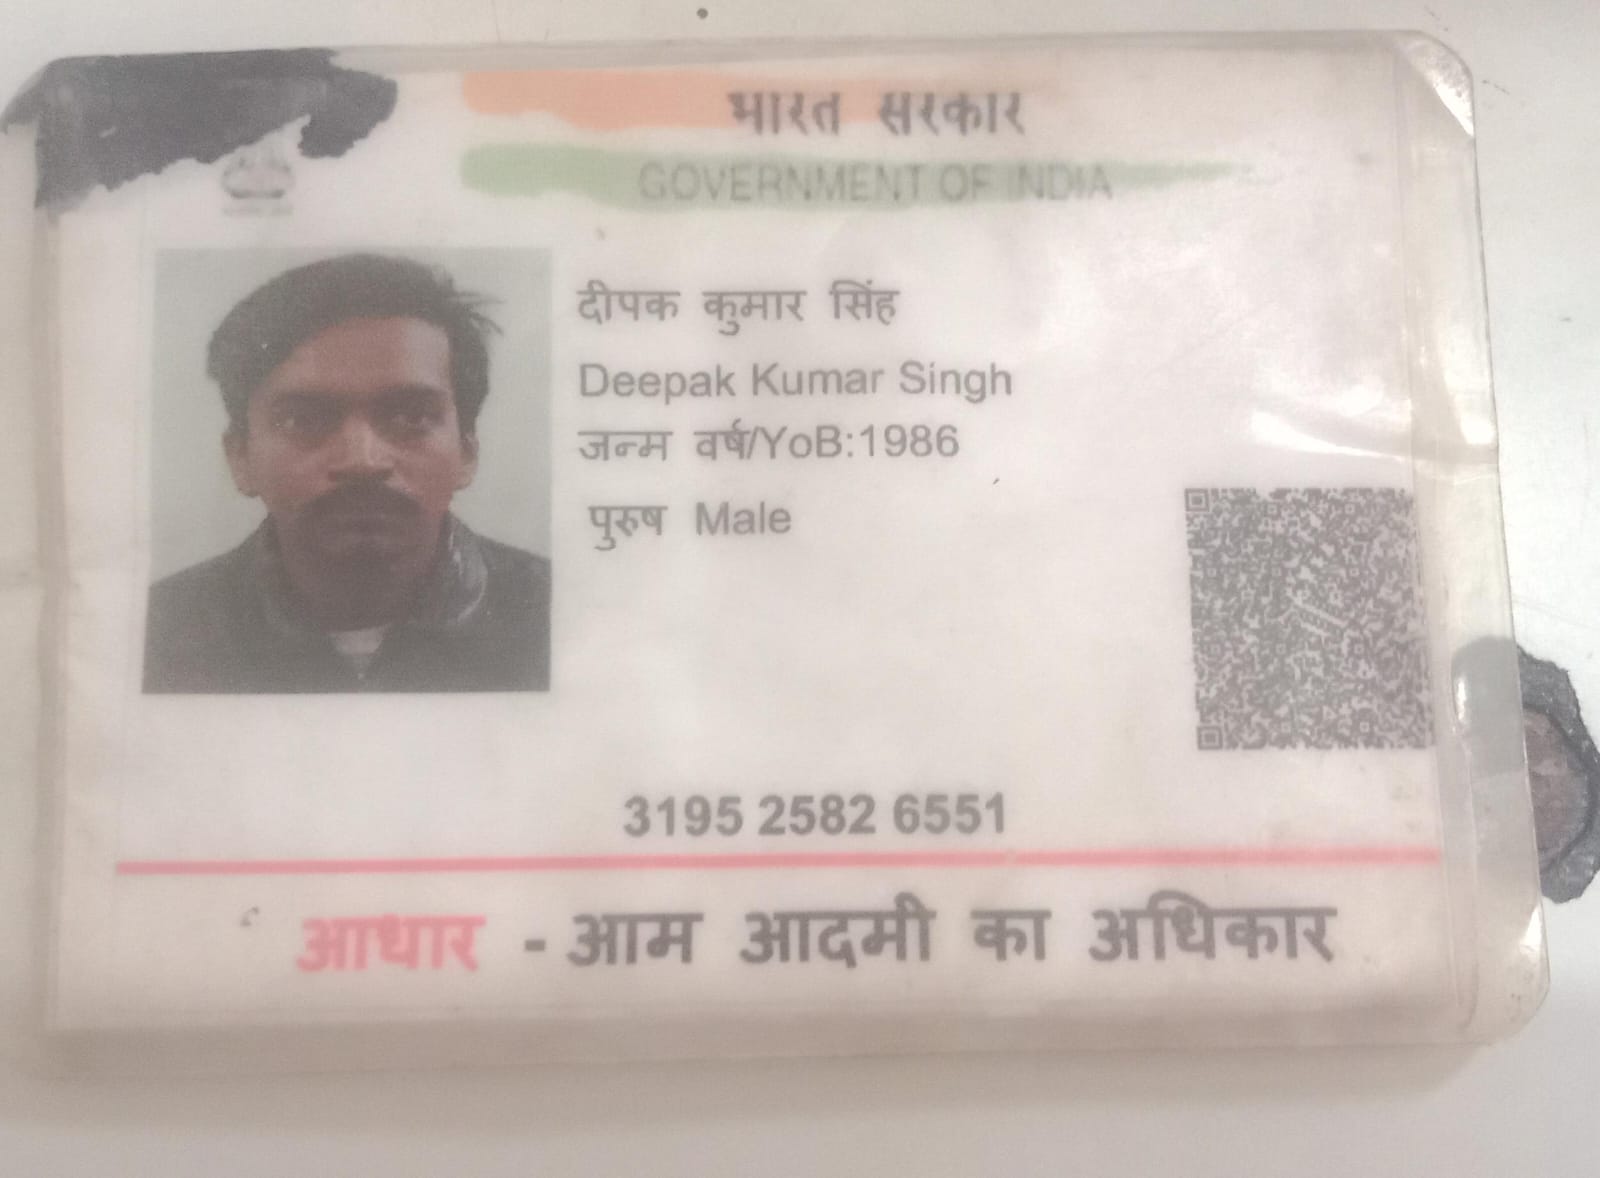 भारत सरकार
GOVERNMENT OF INDIA
दीपक कुमार सिंह
Deepak Kumar Singh
जन्म वर्ष/YoB:1986
पुरुष Male
3195 2582 6551
आधार - आम आदमी का अधिकार